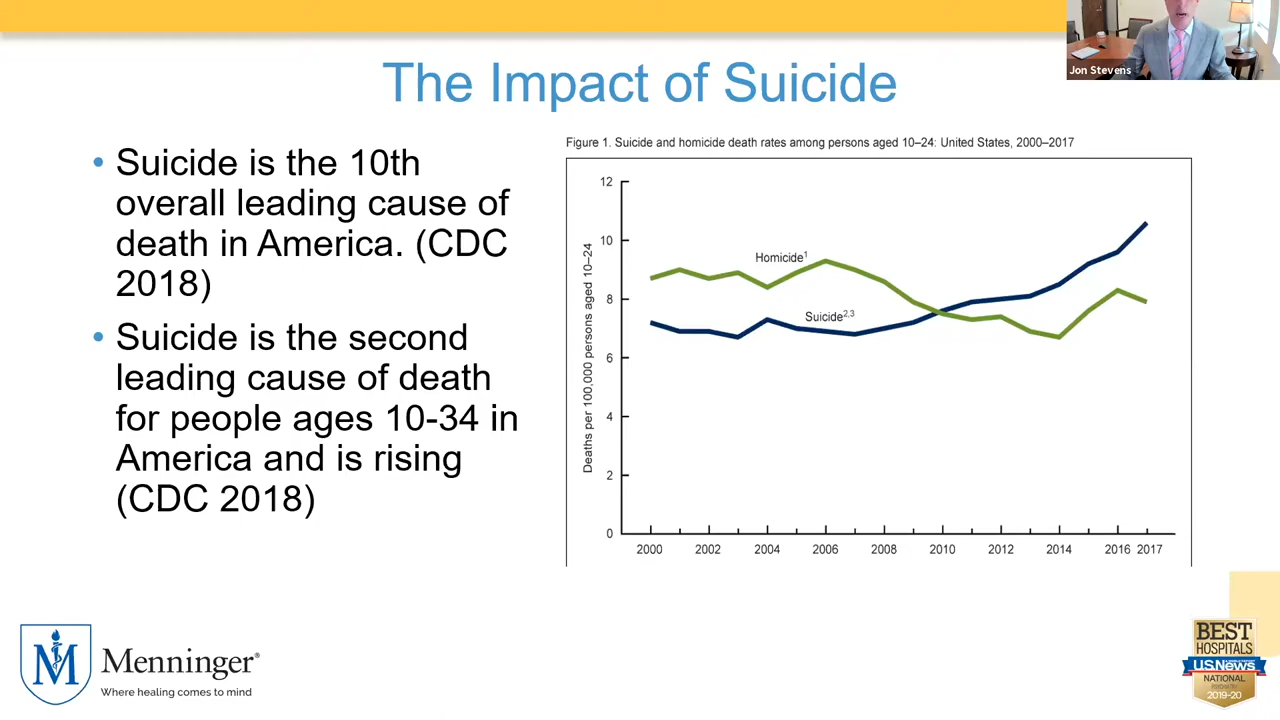 Jon Stevens
The Impact of Suicide
• Suicide is the 10th
overall leading cause of
death in America. (CDC
2018)
• Suicide is the second
leading cause of death
for people ages 10-34 in
America and is rising
(CDC 2018)
Figure 1. Suicide and homicide death rates among persons aged 10–24: United States, 2000–2017
Deaths per 100,000 persons aged 10–24
12
10
8
6
4
2
0
Homicide¹
Suicide²,³
2000 2002 2004 2006 2008 2010 2012 2014 2016 2017
M
Menninger®
Where healing comes to mind
BEST
HOSPITALS
U.S.News
NATIONAL
2019-20